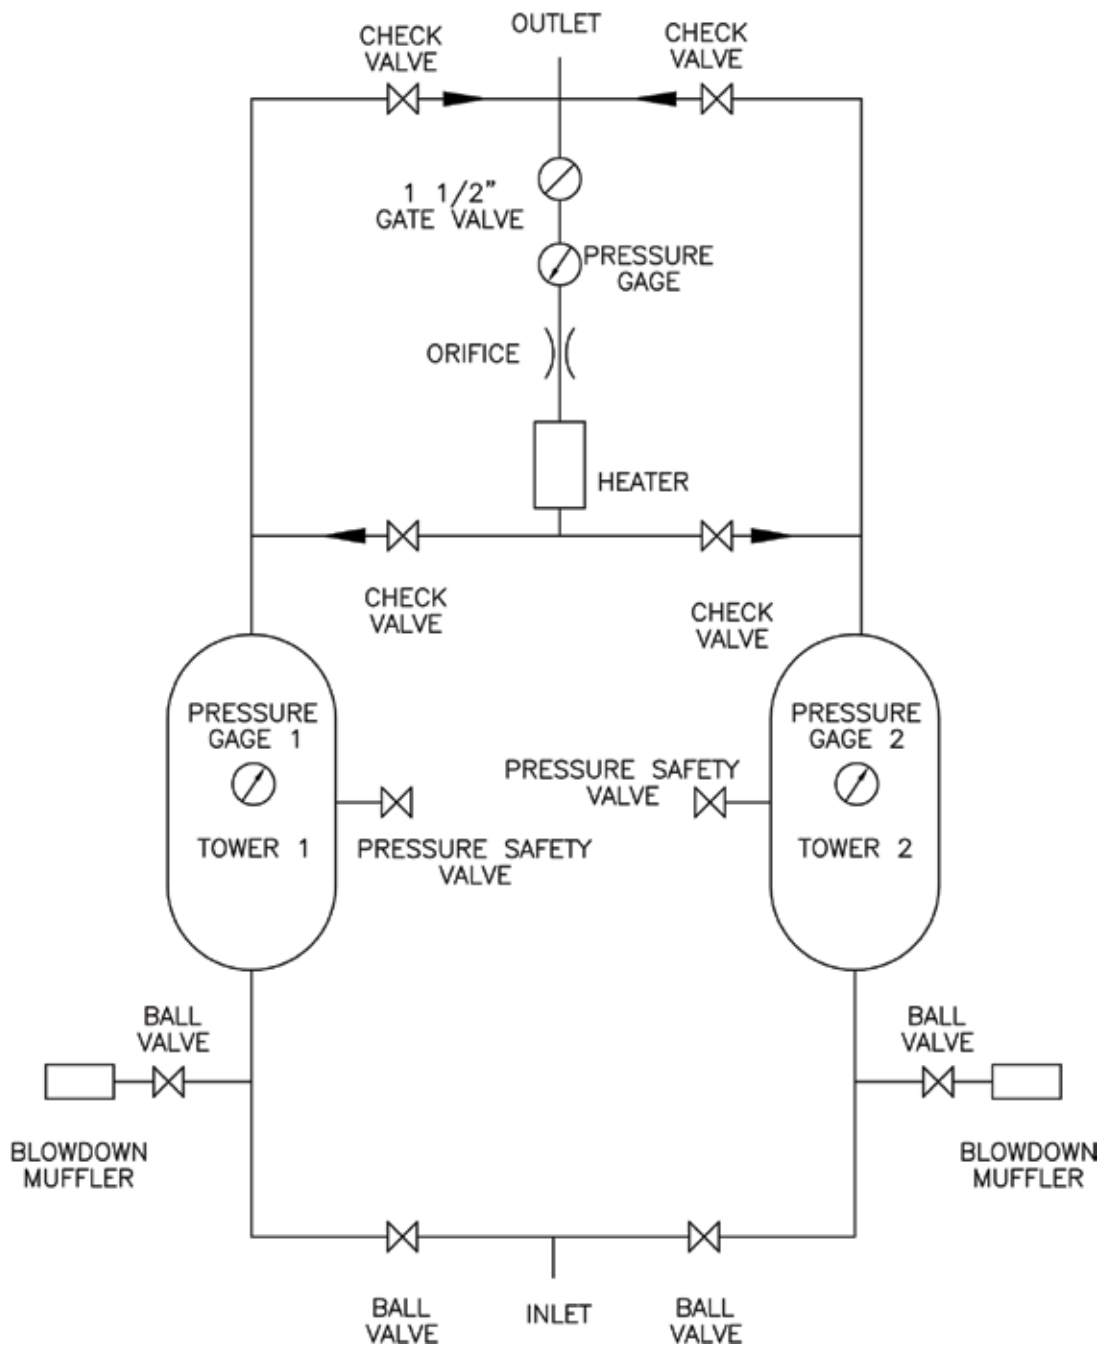 OUTLET
CHECK
VALVE
CHECK
VALVE
1 1/2"
GATE VALVE
PRESSURE
GAGE
ORIFICE
HEATER
CHECK
VALVE
CHECK
VALVE
PRESSURE
GAGE 1
TOWER 1
PRESSURE SAFETY
VALVE
PRESSURE SAFETY
VALVE
PRESSURE
GAGE 2
TOWER 2
BALL
VALVE
BLOWDOWN
MUFFLER
BALL
VALVE
BLOWDOWN
MUFFLER
BALL
VALVE
INLET
BALL
VALVE